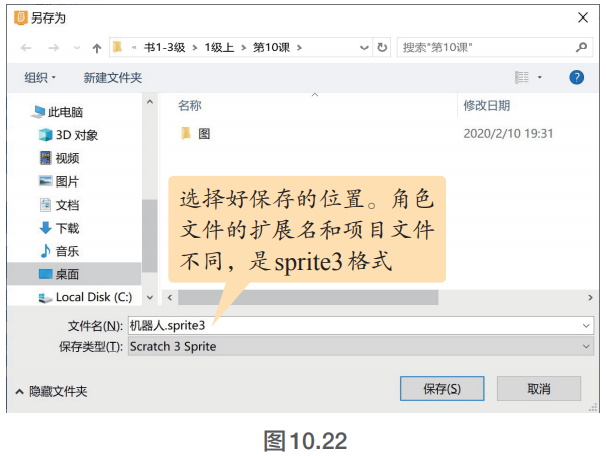 另存为
书1-3级 > 1级上 > 第10课 >
搜索"第10课"
组织
新建文件夹
名称
修改日期
此电脑
3D 对象
图
2020/2/10 19:31
视频
图片
文档
下载
音乐
桌面
Local Disk (C:)
选择好保存的位置。角色
文件的扩展名和项目文件
不同，是sprite3格式
文件名(N): 机器人.sprite3
保存类型(T): Scratch 3 Sprite
隐藏文件夹
保存(S)
取消
图10.22